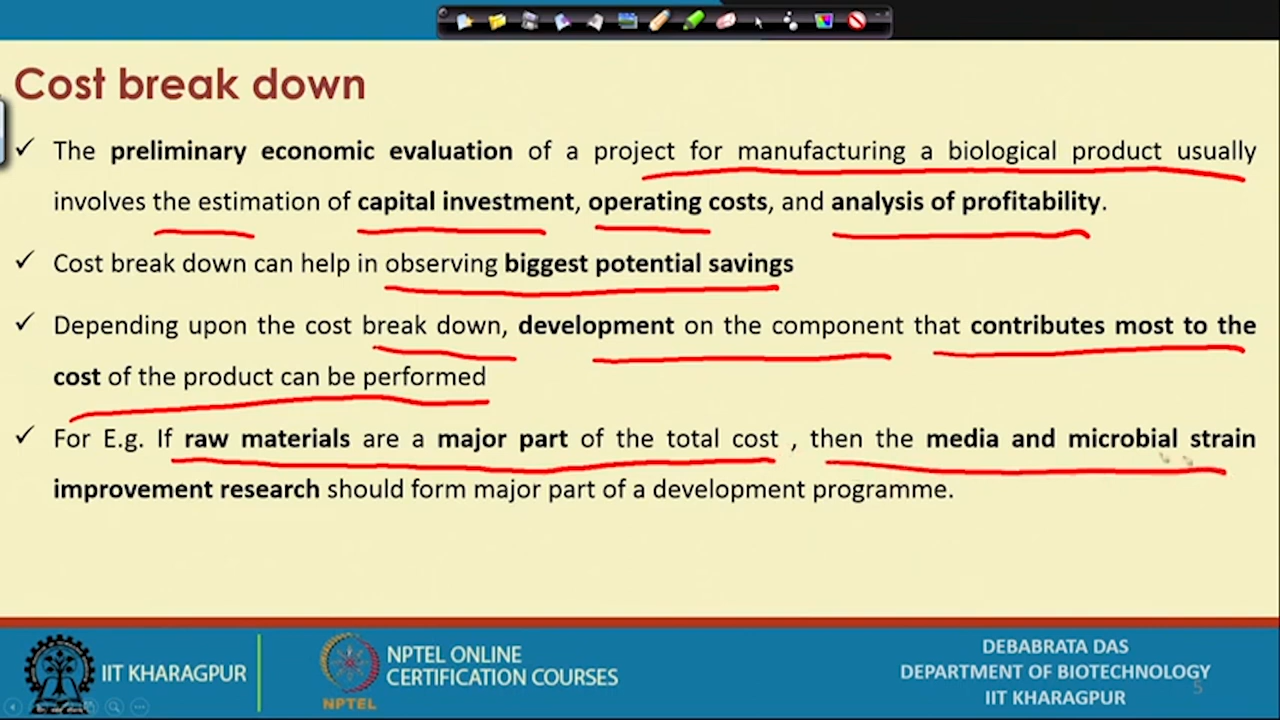 Cost break down
✓ The preliminary economic evaluation of a project for manufacturing a biological product usually
involves the estimation of capital investment, operating costs, and analysis of profitability.
✓ Cost break down can help in observing biggest potential savings
✓ Depending upon the cost break down, development on the component that contributes most to the
cost of the product can be performed
✓ For E.g. If raw materials are a major part of the total cost , then the media and microbial strain
improvement research should form major part of a development programme.
IIT KHARAGPUR
NPTEL
NPTEL ONLINE
CERTIFICATION COURSES
DEBABRATA DAS
DEPARTMENT OF BIOTECHNOLOGY
IIT KHARAGPUR
5